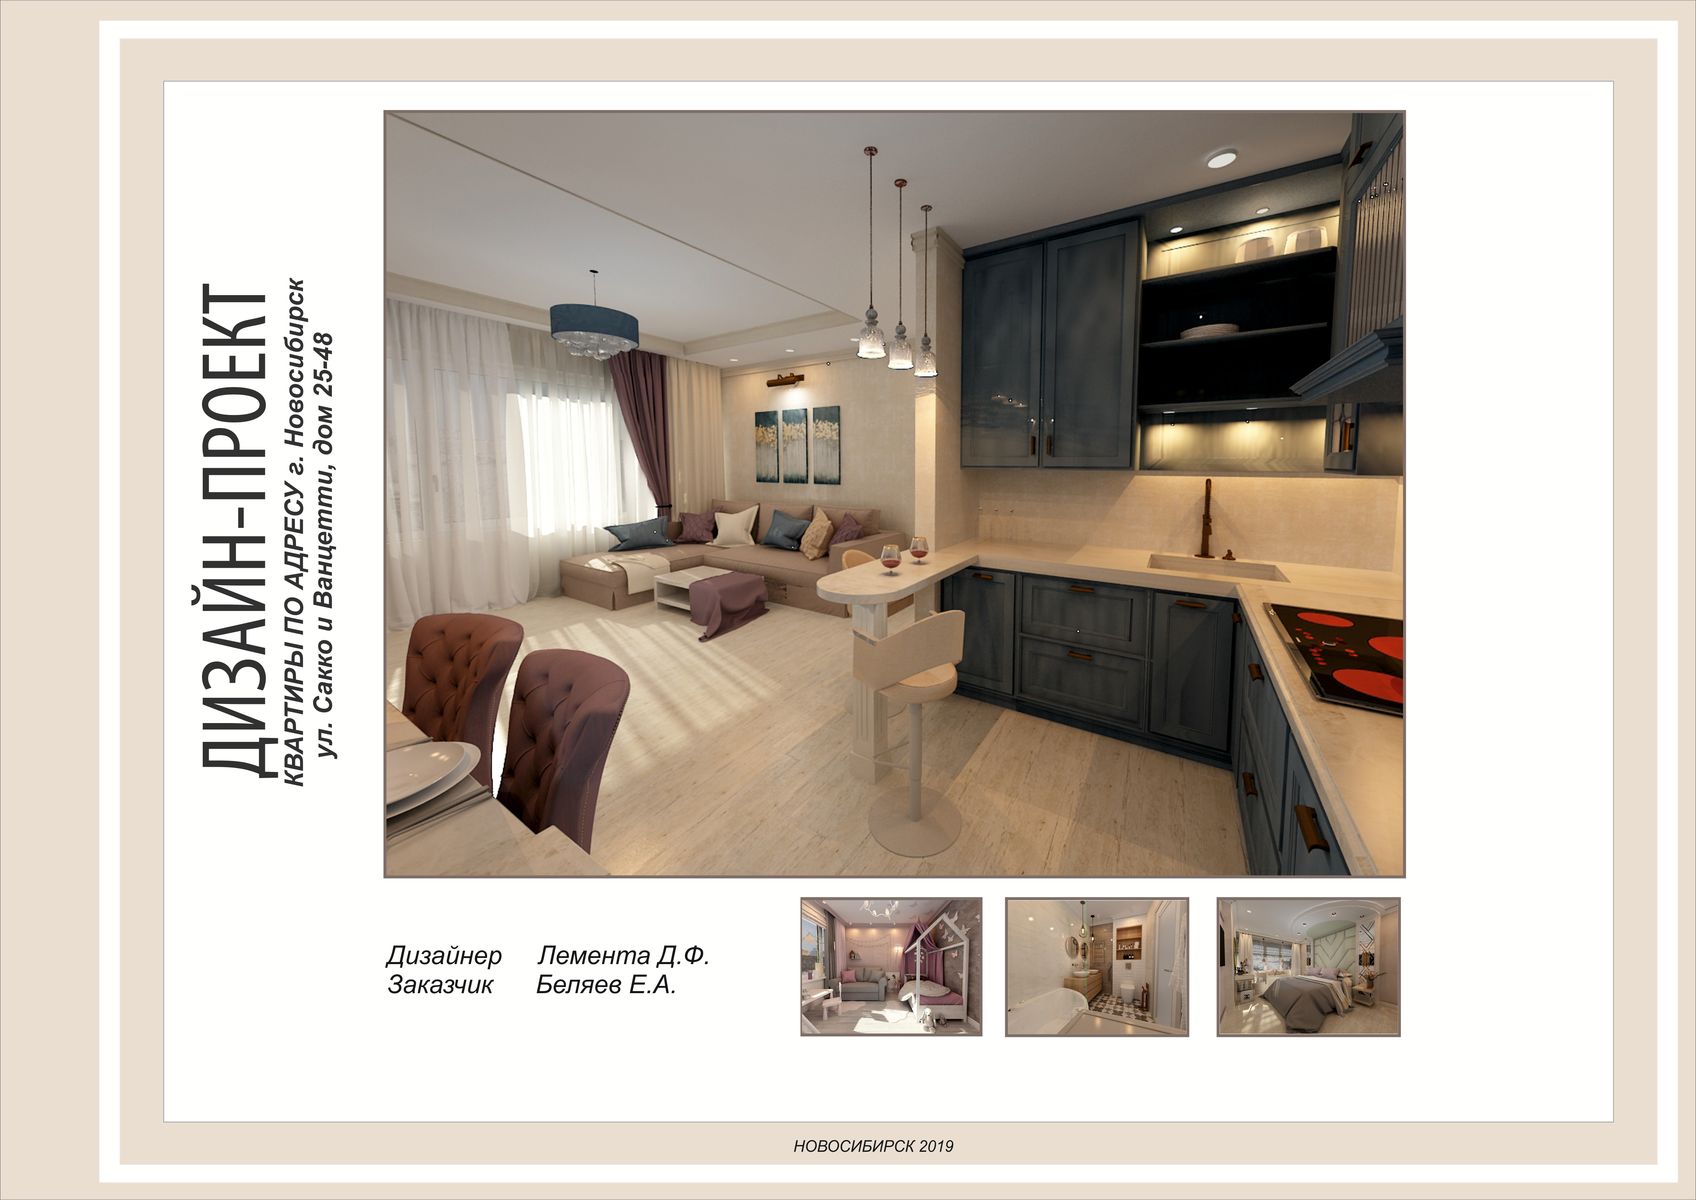 ДИЗАЙН-ПРОЕКТ
КВАРТИРЫ ПО АДРЕСУ г. Новосибирск
ул. Сакко и Ванцетти, дом 25-48
Дизайнер Лемента Д.Ф.
Заказчик Беляев Е.А.
НОВОСИБИРСК 2019